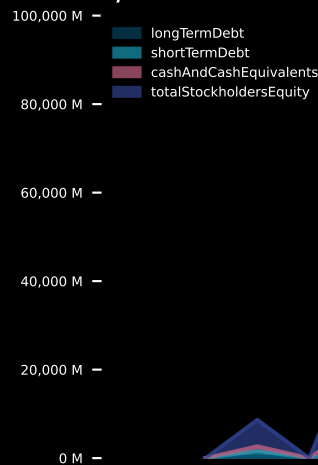 100,000 M
longTermDebt
shortTermDebt
cashAndCashEquivalents
totalStockholdersEquity
80,000 M
60,000 M
40,000 M
20,000 M
0 M